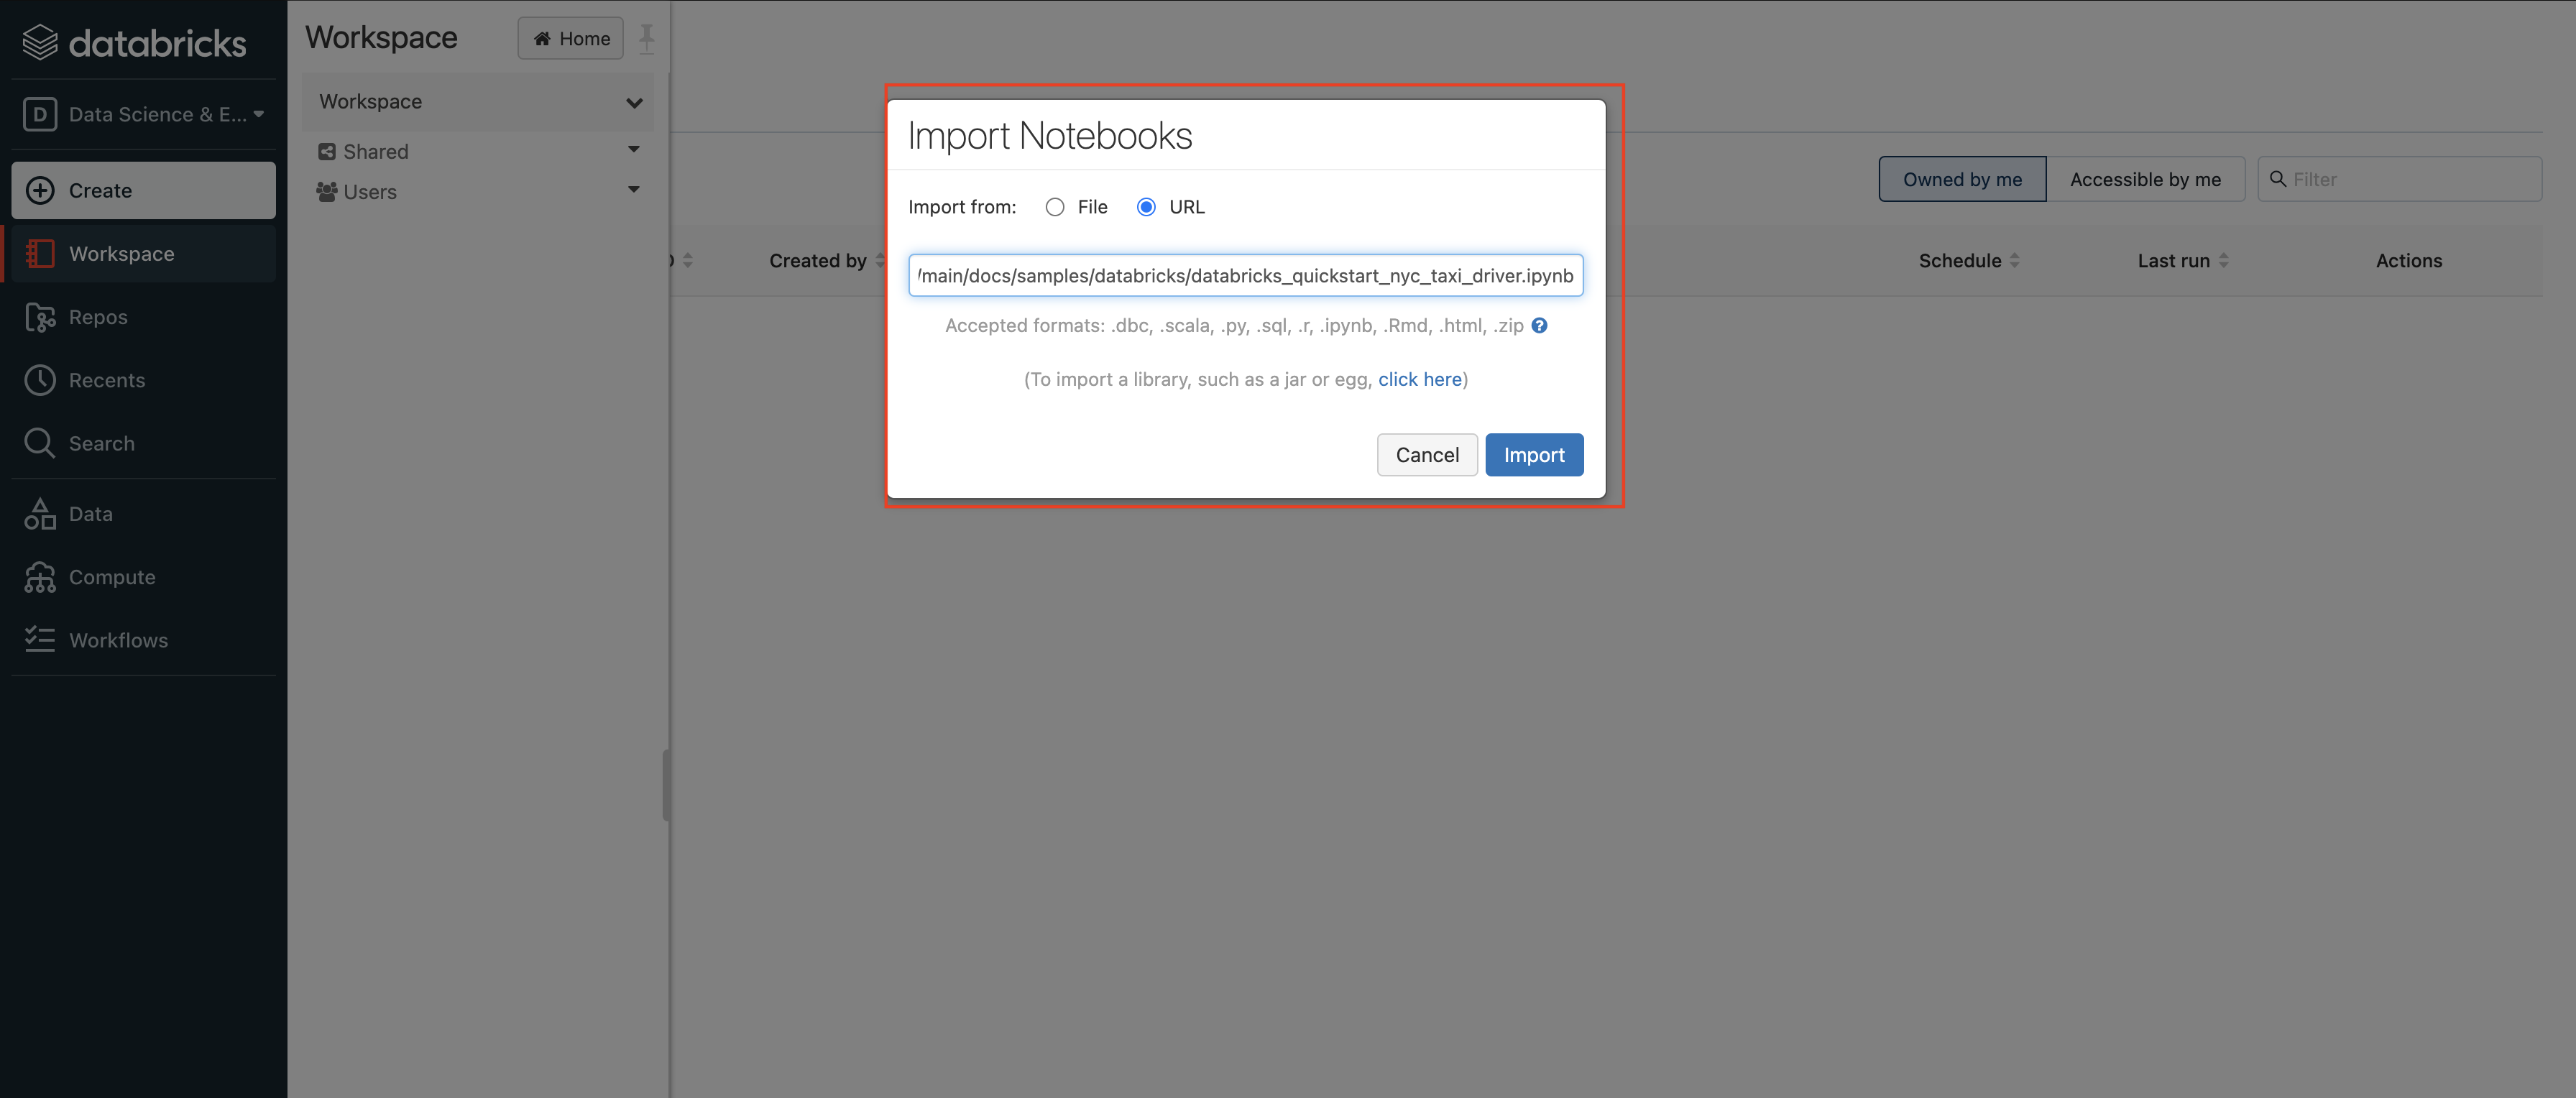 databricks
D Data Science & E...
Create
Workspace
Repos
Recents
Search
Data
Compute
Workflows
Workspace
Home
Workspace
Shared
Users
Import Notebooks
Import from: File URL
/main/docs/samples/databricks/databricks_quickstart_nyc_taxi_driver.ipynb
Accepted formats: .dbc, .scala, .py, .sql, .r, .ipynb, .Rmd, .html, .zip ?
(To import a library, such as a jar or egg, click here)
Cancel Import
Owned by me Accessible by me Filter
Created by Schedule Last run Actions